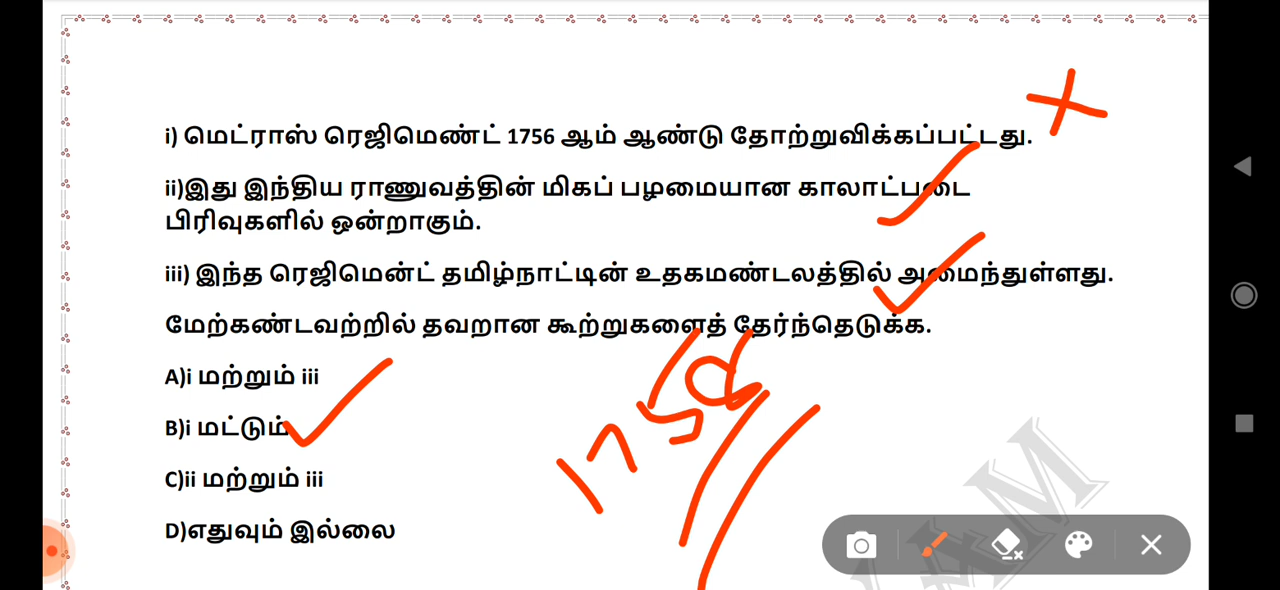 i) மெட்ராஸ் ரெஜிமெண்ட் 1756 ஆம் ஆண்டு தோற்றுவிக்கப்பட்டது.
ii)இது இந்திய ராணுவத்தின் மிகப் பழமையான காலாட்படை
பிரிவுகளில் ஒன்றாகும்.
iii) இந்த ரெஜிமென்ட் தமிழ்நாட்டின் உதகமண்டலத்தில் அமைந்துள்ளது.
மேற்கண்டவற்றில் தவறான கூற்றுகளைத் தேர்ந்தெடுக்க.
A)i மற்றும் iii
B)i மட்டும்
C)ii மற்றும் iii
D)எதுவும் இல்லை
1758